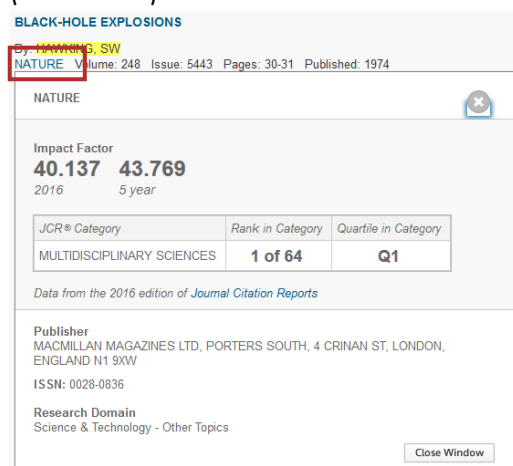 BLACK-HOLE EXPLOSIONS
By: HAWKING, SW
NATURE Volume: 248 Issue: 5443 Pages: 30-31 Published: 1974
NATURE
Impact Factor
40.137 43.769
2016 5 year
JCR® Category Rank in Category Quartile in Category
MULTIDISCIPLINARY SCIENCES 1 of 64 Q1
Data from the 2016 edition of Journal Citation Reports
Publisher
MACMILLAN MAGAZINES LTD, PORTERS SOUTH, 4 CRINAN ST, LONDON,
ENGLAND N1 9XW
ISSN: 0028-0836
Research Domain
Science & Technology - Other Topics
Close Window